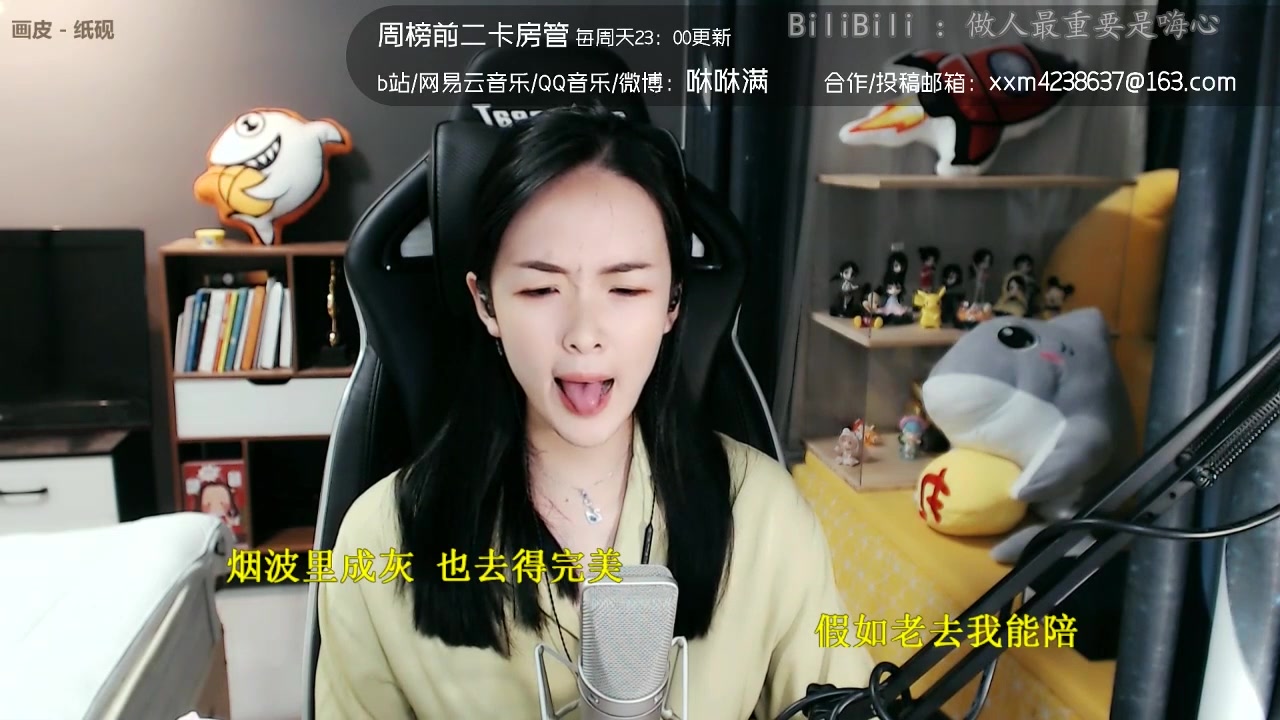 画皮 - 纸砚
周榜前二卡房管 每周天23：00更新
BiliBili ：做人最重要是嗨心
b站/网易云音乐/QQ音乐/微博：咻咻满
合作/投稿邮箱：xxm4238637@163.com
烟波里成灰 也去得完美
假如老去我能陪